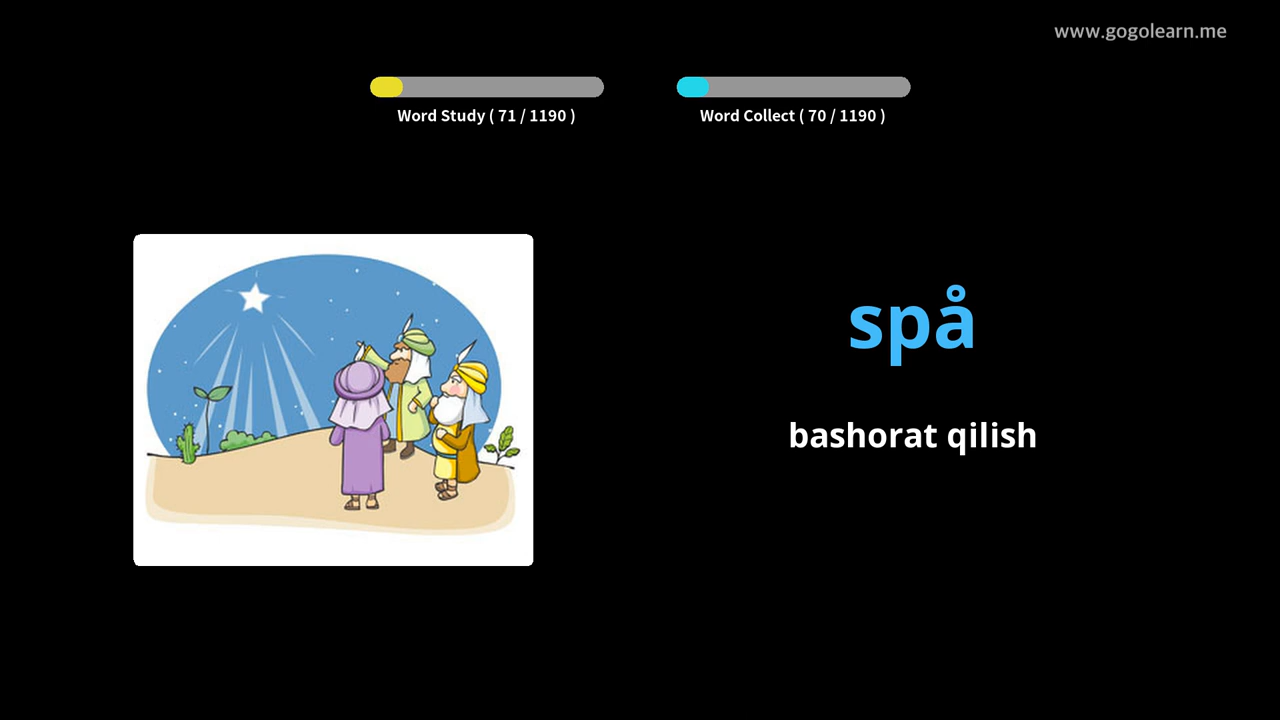 www.gogolearn.me
Word Study ( 71 / 1190 )
Word Collect ( 70 / 1190 )
spå
bashorat qilish